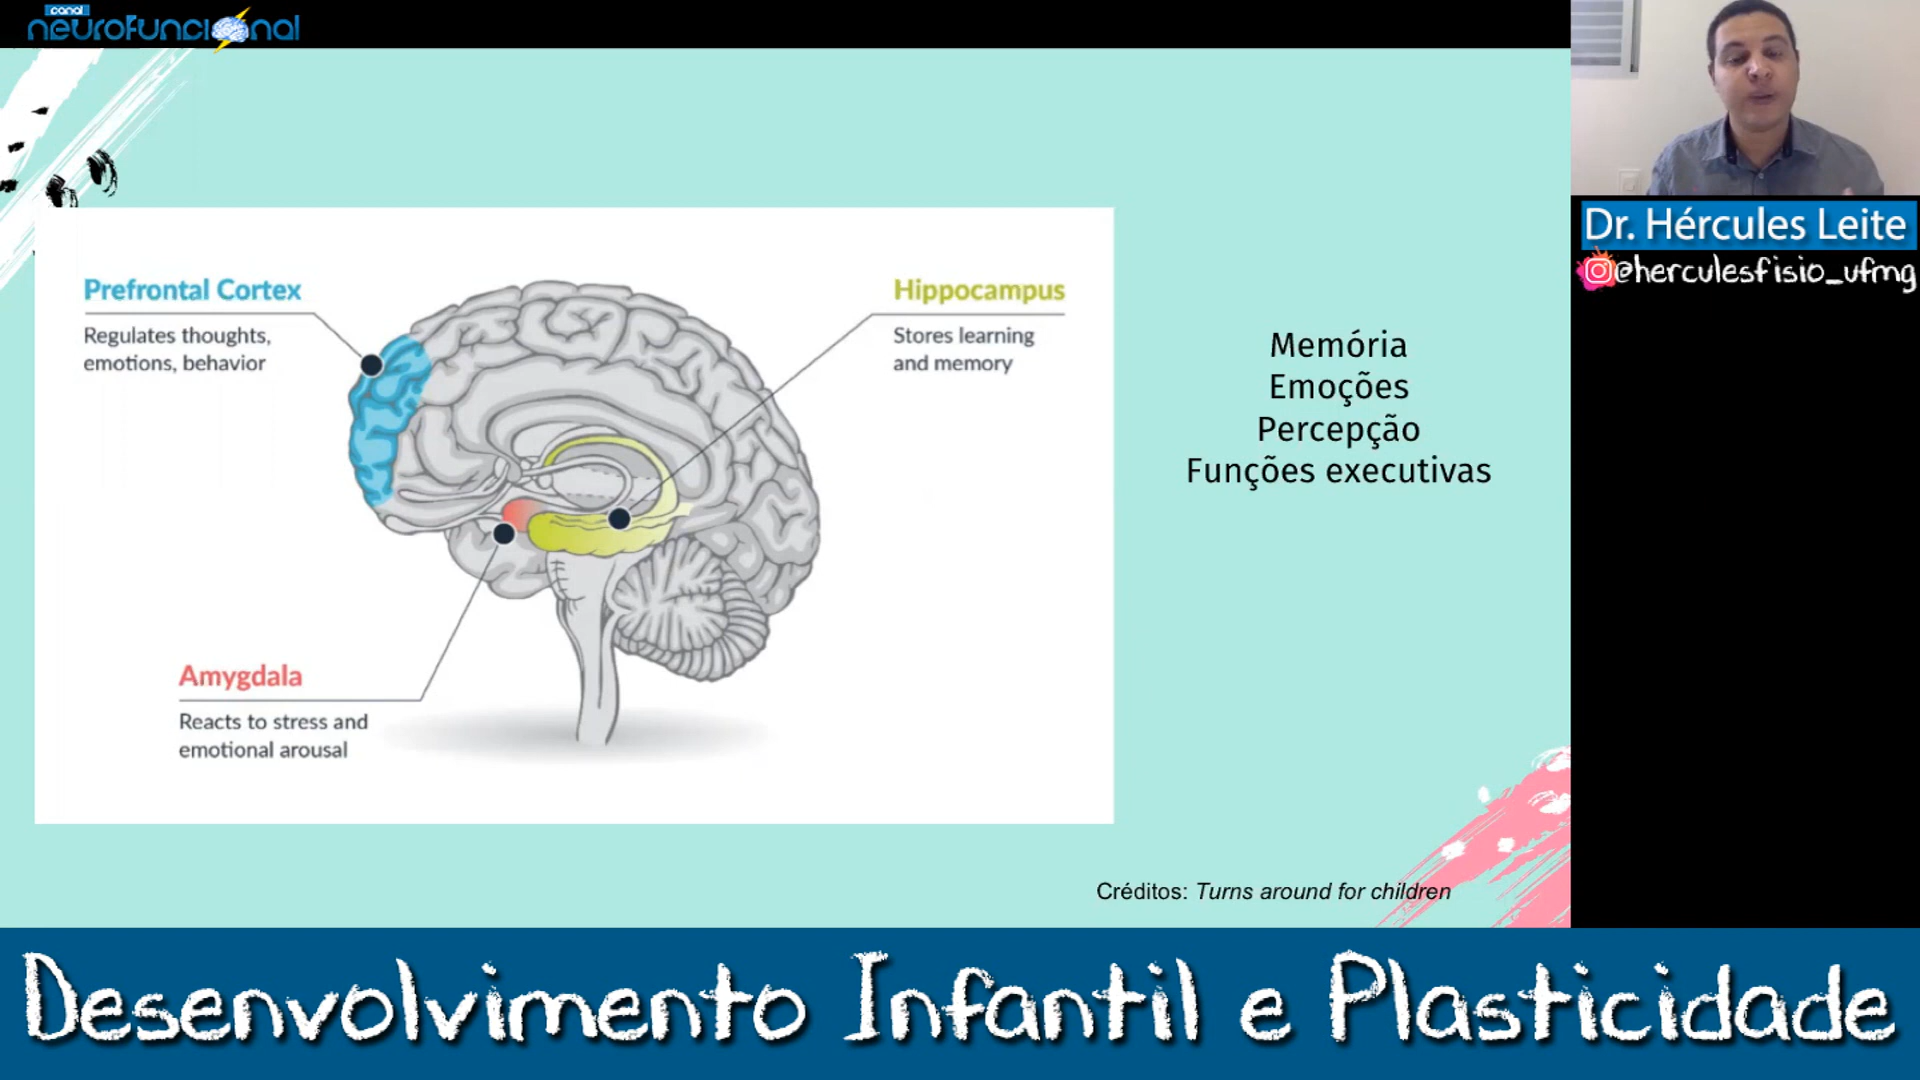 canal
neurofuncional
Dr. Hércules Leite
@herculesfisio_ufmg
Prefrontal Cortex
Regulates thoughts,
emotions, behavior
Hippocampus
Stores learning
and memory
Amygdala
Reacts to stress and
emotional arousal
Memória
Emoções
Percepção
Funções executivas
Créditos: Turns around for children
Desenvolvimento Infantil e Plasticidade